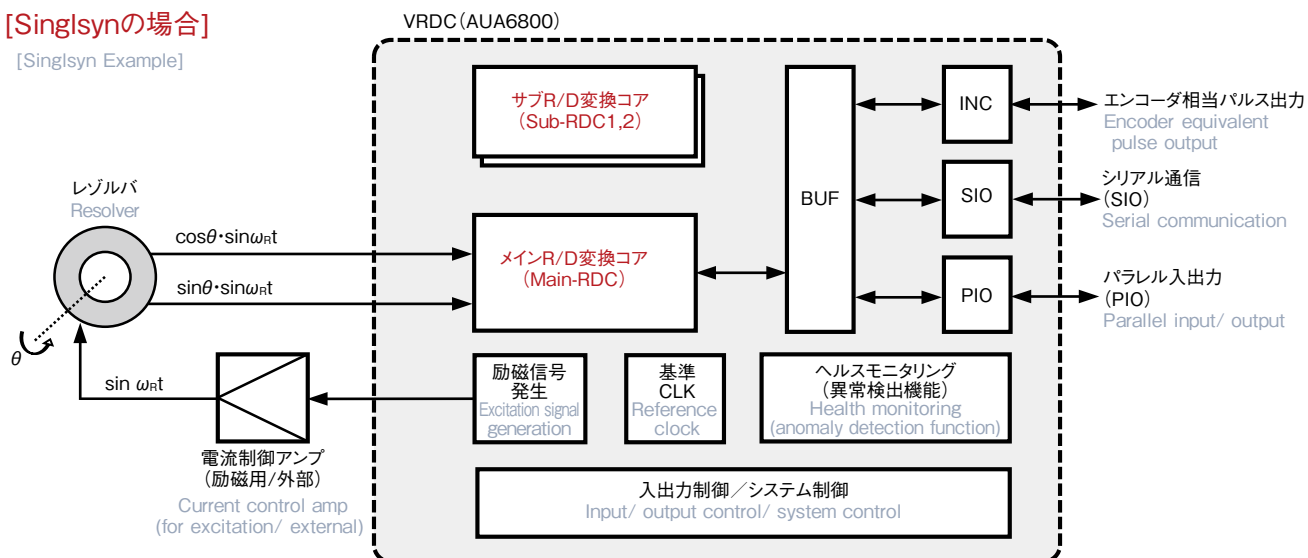 [Singlsynの場合]
[Singlsyn Example]
VRDC(AUA6800)
サブR/D変換コア
(Sub-RDC1,2)
INC
エンコーダ相当パルス出力
Encoder equivalent
pulse output
BUF
SIO
シリアル通信
(SIO)
Serial communication
レゾルバ
Resolver
cosθ・sinωRt
sinθ・sinωRt
メインR/D変換コア
(Main-RDC)
PIO
パラレル入出力
(PIO)
Parallel input/ output
θ
sin ωRt
電流制御アンプ
(励磁用/外部)
Current control amp
(for excitation/ external)
励磁信号
発生
Excitation signal
generation
基準
CLK
Reference
clock
ヘルスモニタリング
(異常検出機能)
Health monitoring
(anomaly detection function)
入出力制御／システム制御
Input/ output control/ system control